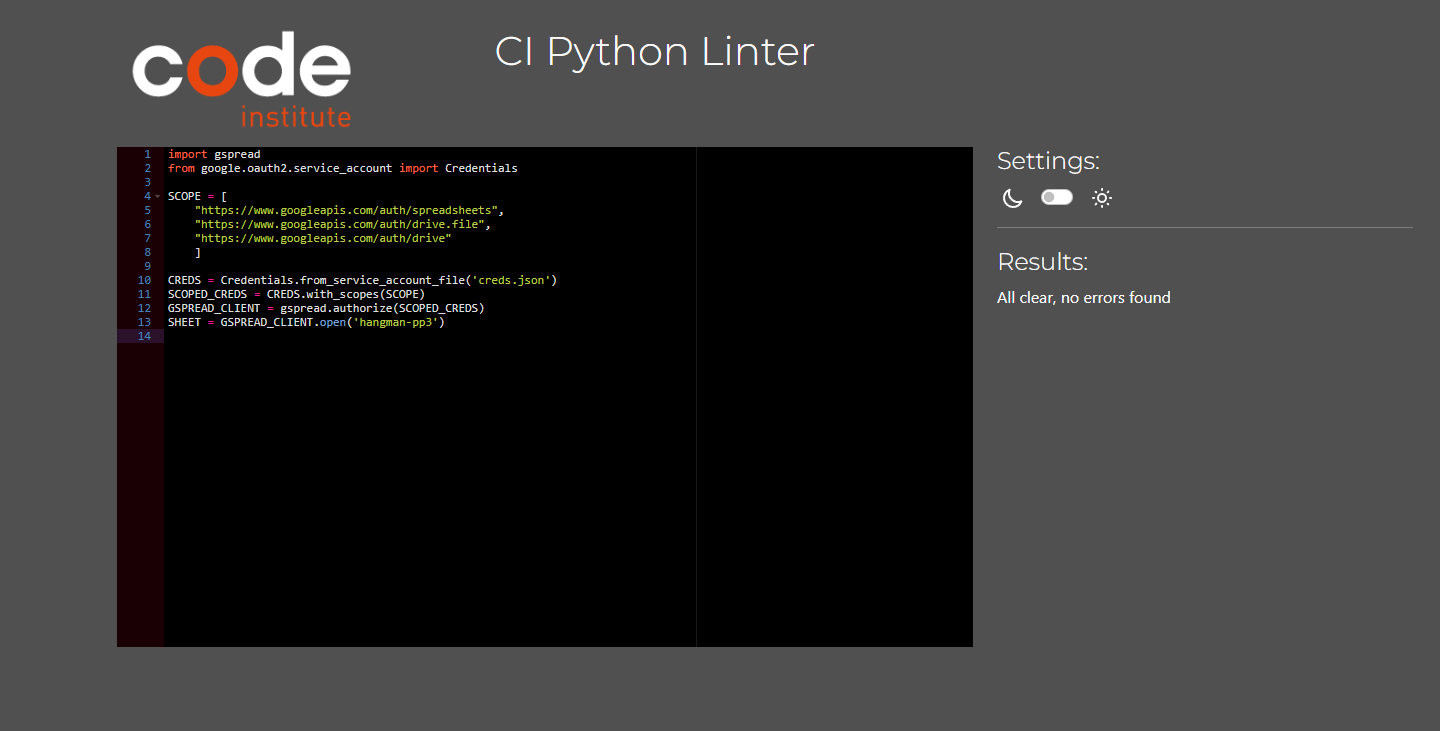 code
institute
CI Python Linter
1 import gspread
2 from google.oauth2.service_account import Credentials
3
4 SCOPE = [
5     "https://www.googleapis.com/auth/spreadsheets",
6     "https://www.googleapis.com/auth/drive.file",
7     "https://www.googleapis.com/auth/drive"
8     ]
9
10 CREDS = Credentials.from_service_account_file('creds.json')
11 SCOPED_CREDS = CREDS.with_scopes(SCOPE)
12 GSPREAD_CLIENT = gspread.authorize(SCOPED_CREDS)
13 SHEET = GSPREAD_CLIENT.open('hangman-pp3')
14
Settings:
Results:
All clear, no errors found